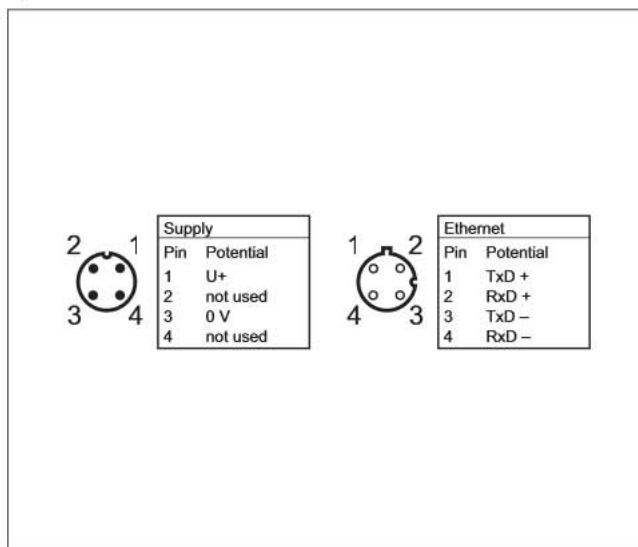 2 1
3 4
Supply
Pin Potential
1 U+
2 not used
3 0 V
4 not used
1 2
4 3
Ethernet
Pin Potential
1 TxD +
2 RxD +
3 TxD –
4 RxD –